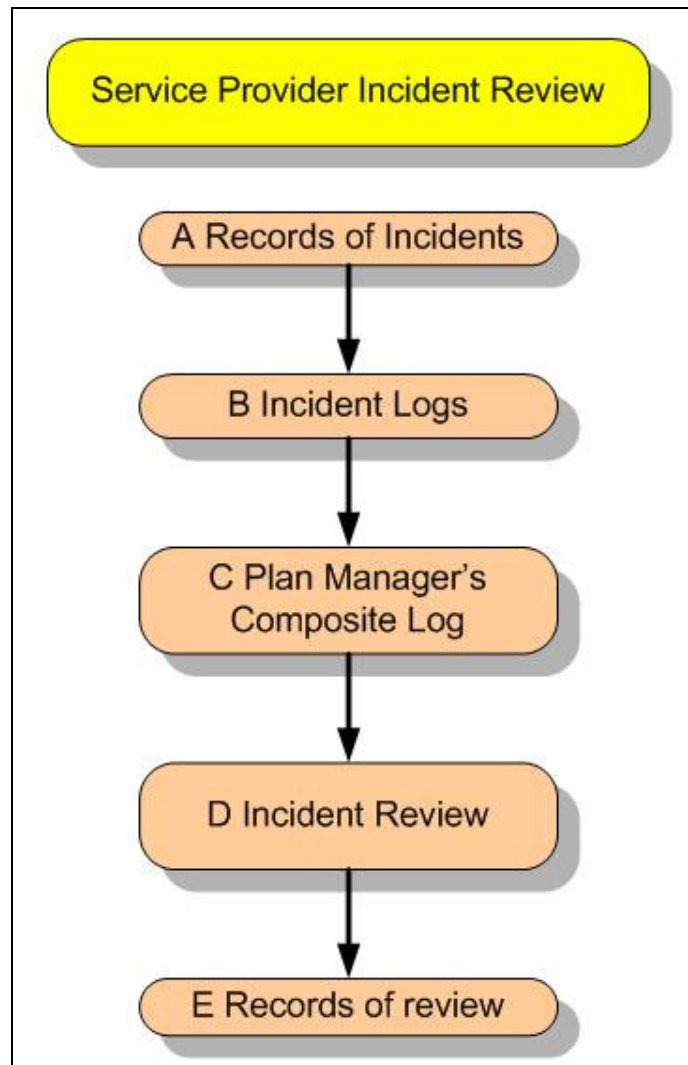 Service Provider Incident Review
A Records of Incidents
B Incident Logs
C Plan Manager’s
Composite Log
D Incident Review
E Records of review